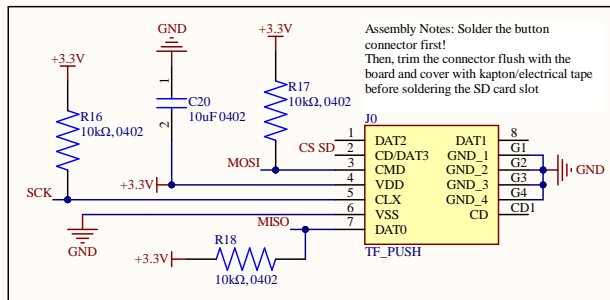 Assembly Notes: Solder the button
connector first!
Then, trim the connector flush with the
board and cover with kapton/electrical tape
before soldering the SD card slot
GND
+3.3V
+3.3V
1
C20
10uF 0402
2
R17
10kΩ, 0402
R16
10kΩ, 0402
J0
1 DAT2 DAT1 8
CS SD 2 CD/DAT3 GND_1 G1
MOSI 3 CMD GND_2 G2 GND
+3.3V 4 VDD GND_3 G3
SCK 5 CLX GND_4 G4
6 VSS CD CD1
MISO 7 DAT0
GND
TF_PUSH
R18
+3.3V
10kΩ, 0402